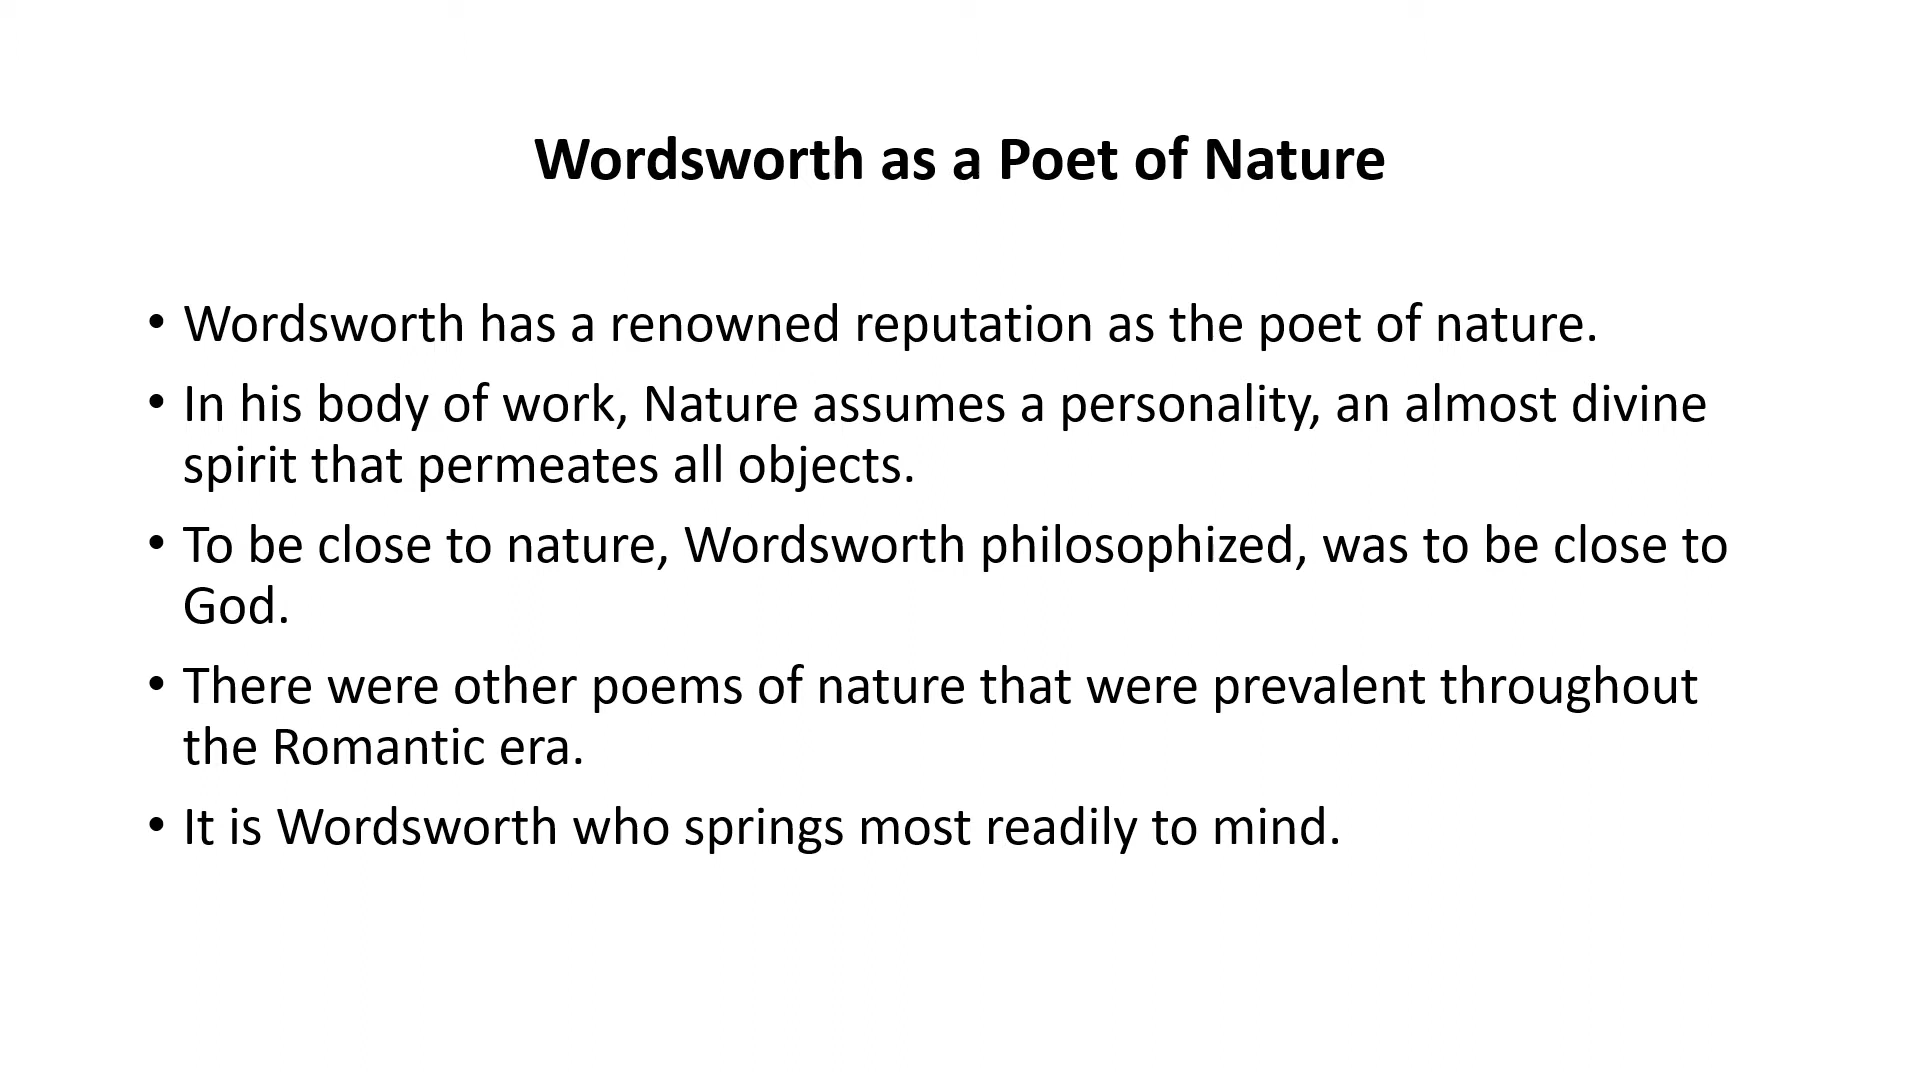 Wordsworth as a Poet of Nature
• Wordsworth has a renowned reputation as the poet of nature.
• In his body of work, Nature assumes a personality, an almost divine
spirit that permeates all objects.
• To be close to nature, Wordsworth philosophized, was to be close to
God.
• There were other poems of nature that were prevalent throughout
the Romantic era.
• It is Wordsworth who springs most readily to mind.